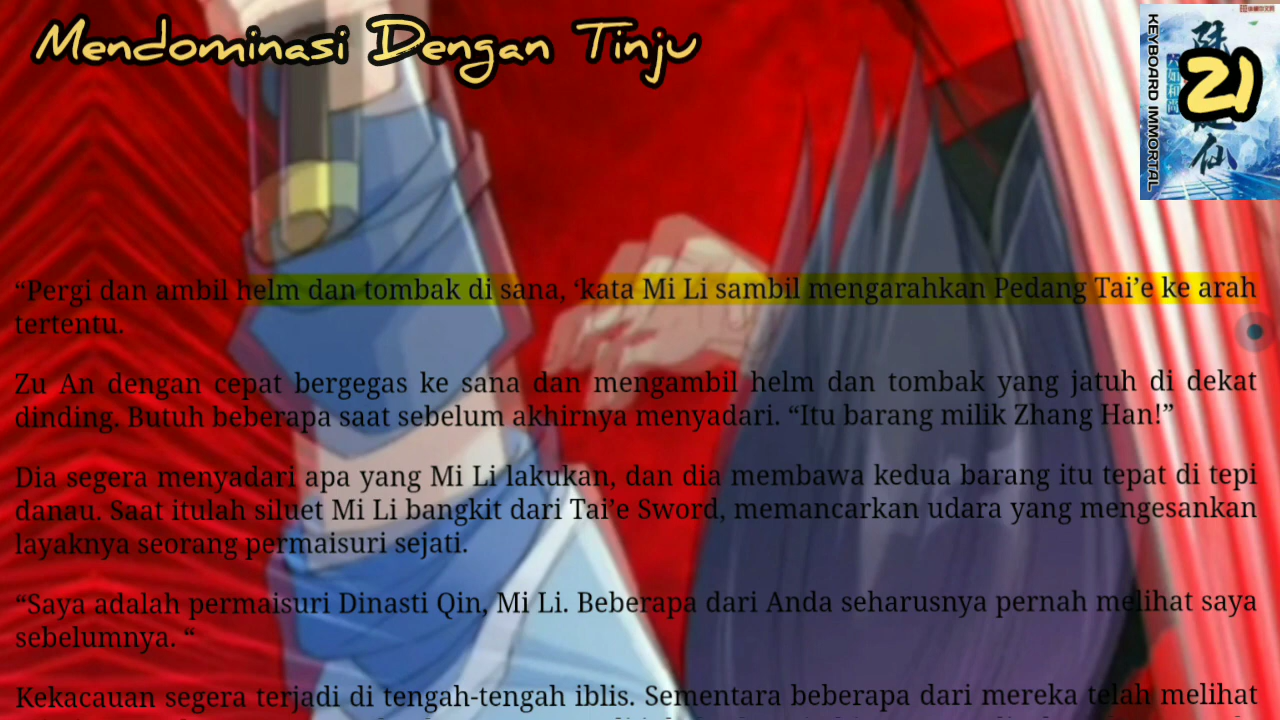 Mendominasi Dengan Tinju
21
KEYBOARD IMMORTAL
“Pergi dan ambil helm dan tombak di sana, ‘kata Mi Li sambil mengarahkan Pedang Tai’e ke arah
tertentu.
Zu An dengan cepat bergegas ke sana dan mengambil helm dan tombak yang jatuh di dekat
dinding. Butuh beberapa saat sebelum akhirnya menyadari. “Itu barang milik Zhang Han!”
Dia segera menyadari apa yang Mi Li lakukan, dan dia membawa kedua barang itu tepat di tepi
danau. Saat itulah siluet Mi Li bangkit dari Tai’e Sword, memancarkan udara yang mengesankan
layaknya seorang permaisuri sejati.
“Saya adalah permaisuri Dinasti Qin, Mi Li. Beberapa dari Anda seharusnya pernah melihat saya
sebelumnya. “
Kekacauan segera terjadi di tengah-tengah iblis. Sementara beberapa dari mereka telah melihat